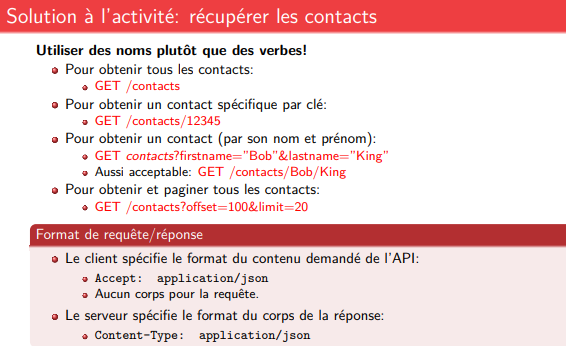 Solution à l'activité: récupérer les contacts
Utiliser des noms plutôt que des verbes!
Pour obtenir tous les contacts:
GET /contacts
Pour obtenir un contact spécifique par clé:
GET /contacts/12345
Pour obtenir un contact (par son nom et prénom):
GET contacts?firstname="Bob"&lastname="King"
Aussi acceptable: GET /contacts/Bob/King
Pour obtenir et paginer tous les contacts:
GET /contacts?offset=100&limit=20
Format de requête/réponse
Le client spécifie le format du contenu demandé de l'API:
Accept: application/json
Aucun corps pour la requête.
Le serveur spécifie le format du corps de la réponse:
Content-Type: application/json